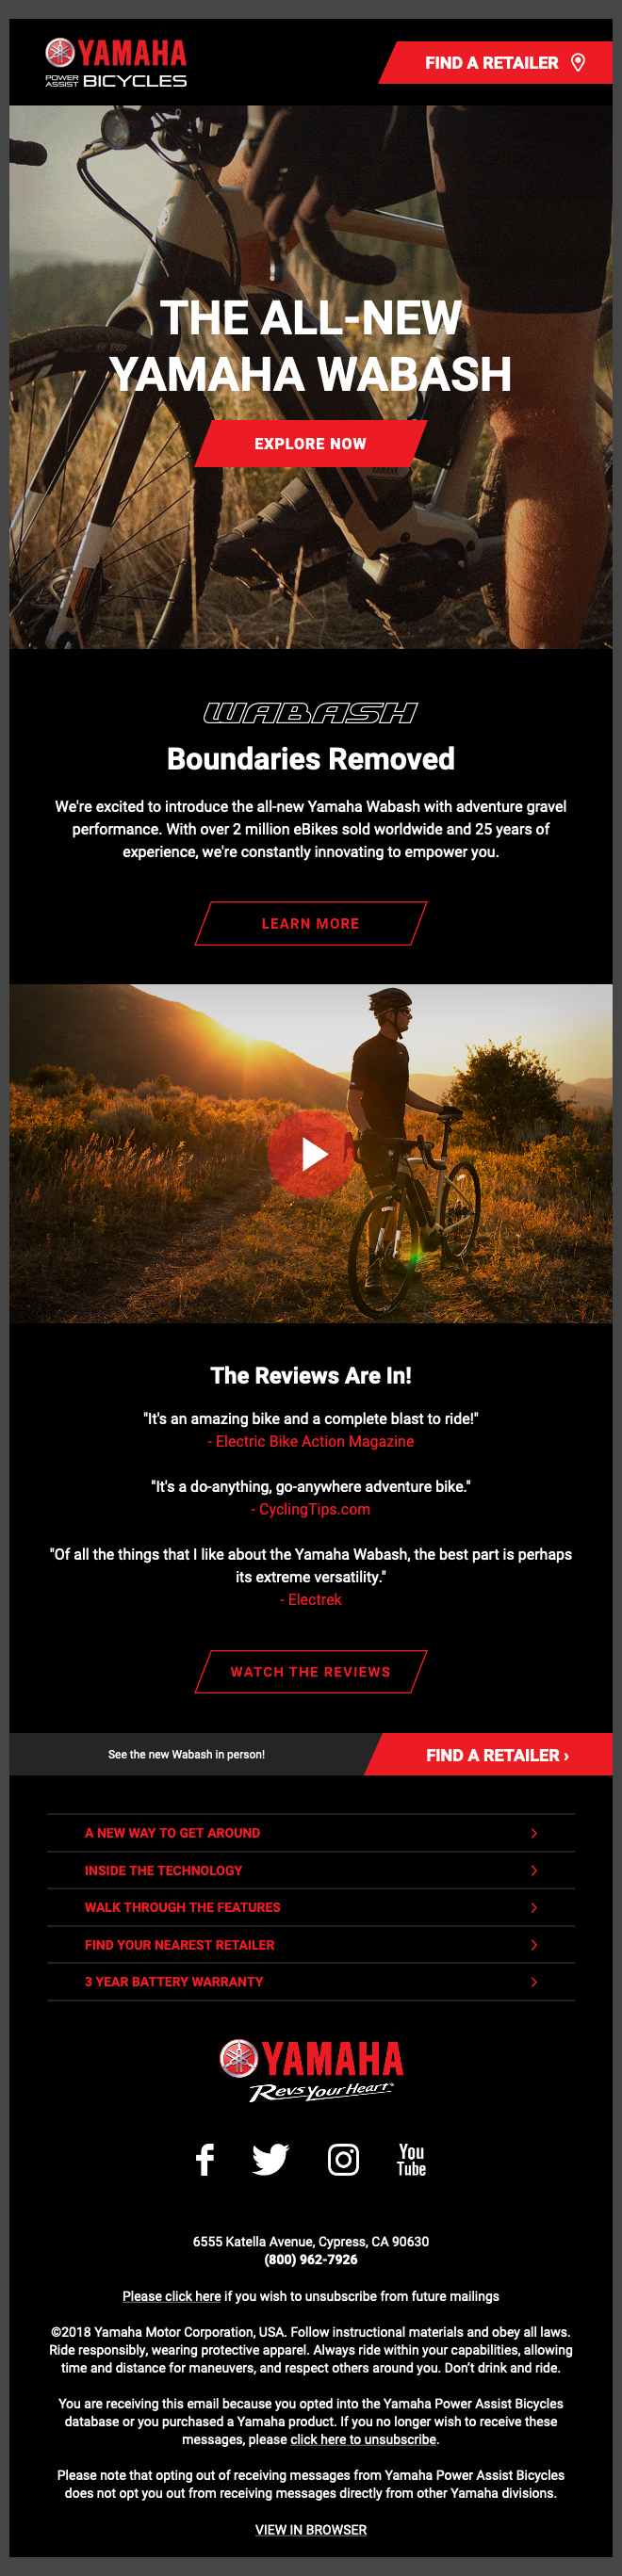 YAMAHA
POWER ASSIST BICYCLES
FIND A RETAILER
THE ALL-NEW
YAMAHA WABASH
EXPLORE NOW
YAMAHA
WABASH
Boundaries Removed
We're excited to introduce the all-new Yamaha Wabash with adventure gravel
performance. With over 2 million eBikes sold worldwide and 25 years of
experience, we're constantly innovating to empower you.
LEARN MORE
The Reviews Are In!
"It's an amazing bike and a complete blast to ride!"
- Electric Bike Action Magazine
"It's a do-anything, go-anywhere adventure bike."
- CyclingTips.com
"Of all the things that I like about the Yamaha Wabash, the best part is perhaps
its extreme versatility."
- Electrek
WATCH THE REVIEWS
See the new Wabash in person!
FIND A RETAILER ›
A NEW WAY TO GET AROUND
INSIDE THE TECHNOLOGY
WALK THROUGH THE FEATURES
FIND YOUR NEAREST RETAILER
3 YEAR BATTERY WARRANTY
YAMAHA
Revs Your Heart
You
Tube
6555 Katella Avenue, Cypress, CA 90630
(800) 962-7926
Please click here if you wish to unsubscribe from future mailings
©2018 Yamaha Motor Corporation, USA. Follow instructional materials and obey all laws.
Ride responsibly, wearing protective apparel. Always ride within your capabilities, allowing
time and distance for maneuvers, and respect others around you. Don’t drink and ride.
You are receiving this email because you opted into the Yamaha Power Assist Bicycles
database or you purchased a Yamaha product. If you no longer wish to receive these
messages, please click here to unsubscribe.
Please note that opting out of receiving messages from Yamaha Power Assist Bicycles
does not opt you out from receiving messages directly from other Yamaha divisions.
VIEW IN BROWSER